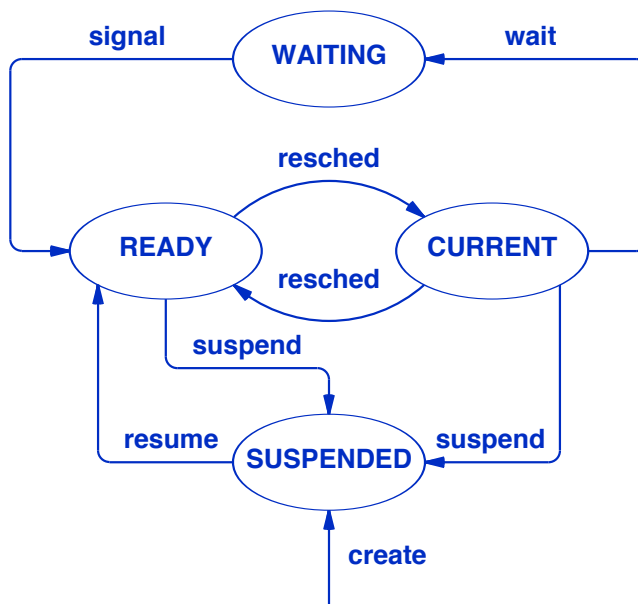 signal
WAITING
wait
resched
READY
CURRENT
resched
suspend
resume
SUSPENDED
suspend
create